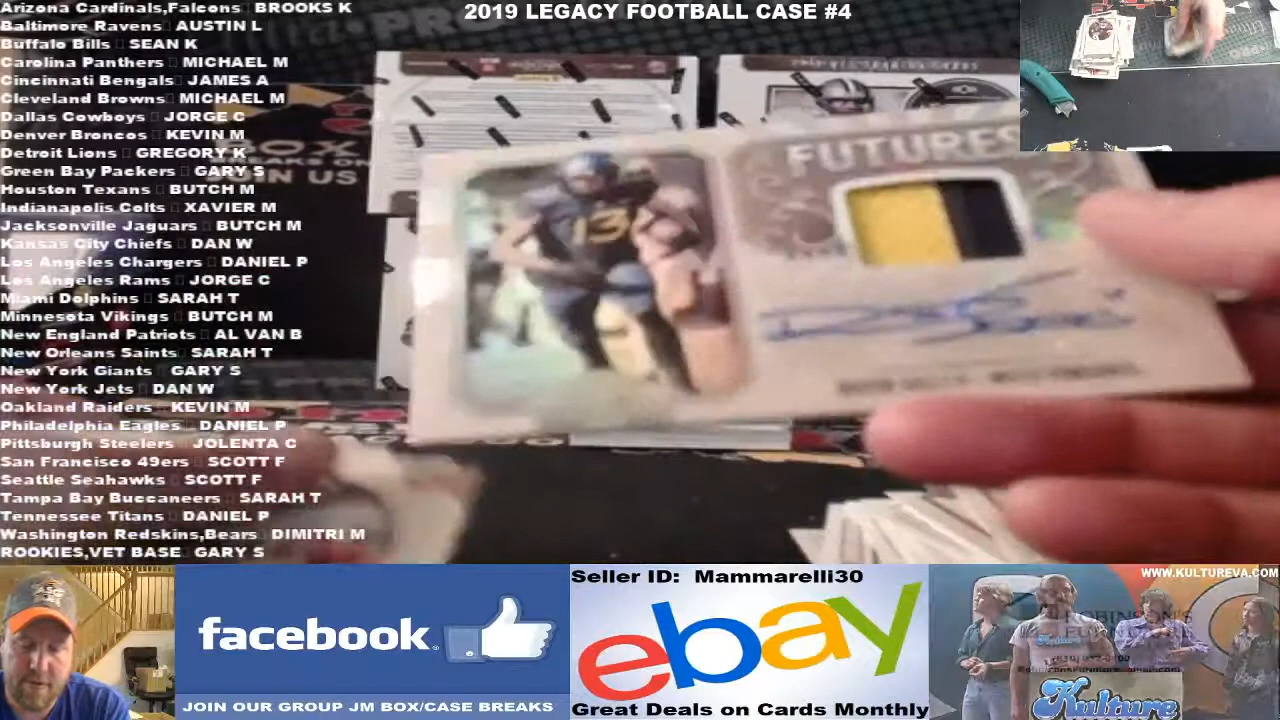 Arizona Cardinals,Falcons BROOKS K
Baltimore Ravens AUSTIN L
Buffalo Bills SEAN K
Carolina Panthers MICHAEL M
Cincinnati Bengals JAMES A
Cleveland Browns MICHAEL M
Dallas Cowboys JORGE C
Denver Broncos KEVIN M
Detroit Lions GREGORY K
Green Bay Packers GARY S
Houston Texans BUTCH M
Indianapolis Colts XAVIER M
Jacksonville Jaguars BUTCH M
Kansas City Chiefs DAN W
Los Angeles Chargers DANIEL P
Los Angeles Rams JORGE C
Miami Dolphins SARAH T
Minnesota Vikings BUTCH M
New England Patriots AL VAN B
New Orleans Saints SARAH T
New York Giants GARY S
New York Jets DAN W
Oakland Raiders KEVIN M
Philadelphia Eagles DANIEL P
Pittsburgh Steelers JOLENTA C
San Francisco 49ers SCOTT F
Seattle Seahawks SCOTT F
Tampa Bay Buccaneers SARAH T
Tennessee Titans DANIEL P
Washington Redskins,Bears DIMITRI M
ROOKIES,VET BASE GARY S
2019 LEGACY FOOTBALL CASE #4
BOX
BREAKS ON
JOIN US
FUTURES
13
facebook
JOIN OUR GROUP JM BOX/CASE BREAKS
Seller ID: Mammarelli30
ebay
Great Deals on Cards Monthly
WWW.KULTUREVA.COM
Kulture